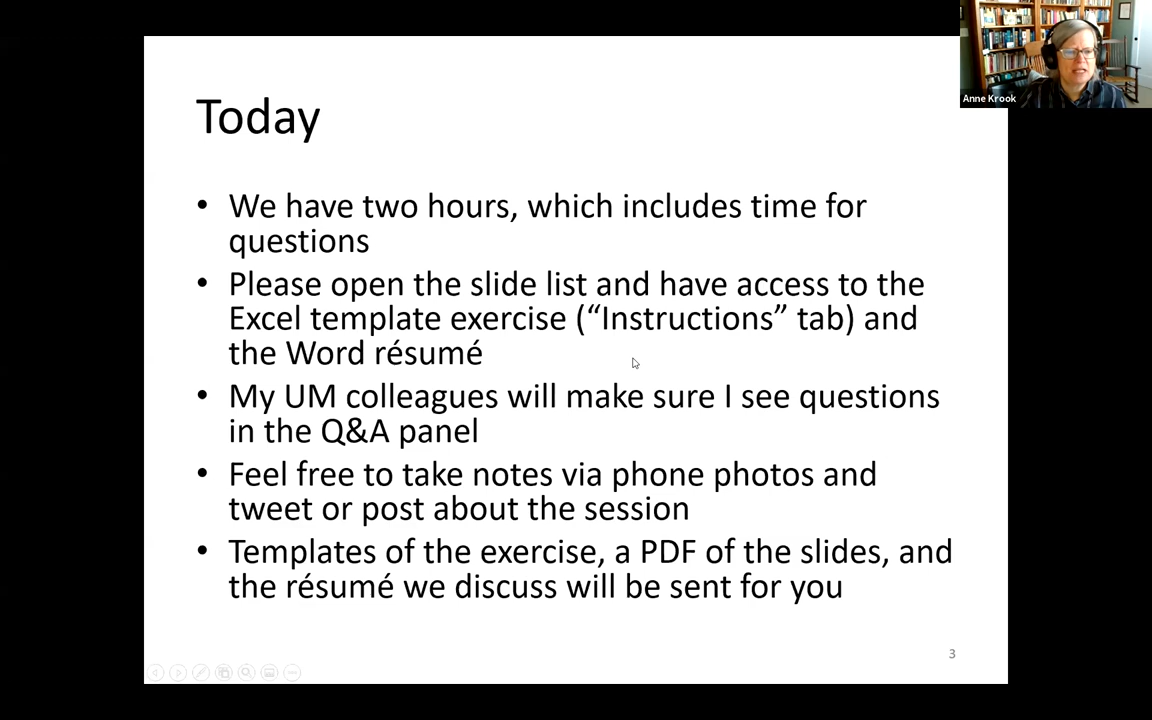 Anne Krook
Today
• We have two hours, which includes time for
questions
• Please open the slide list and have access to the
Excel template exercise (“Instructions” tab) and
the Word résumé
• My UM colleagues will make sure I see questions
in the Q&A panel
• Feel free to take notes via phone photos and
tweet or post about the session
• Templates of the exercise, a PDF of the slides, and
the résumé we discuss will be sent for you
3